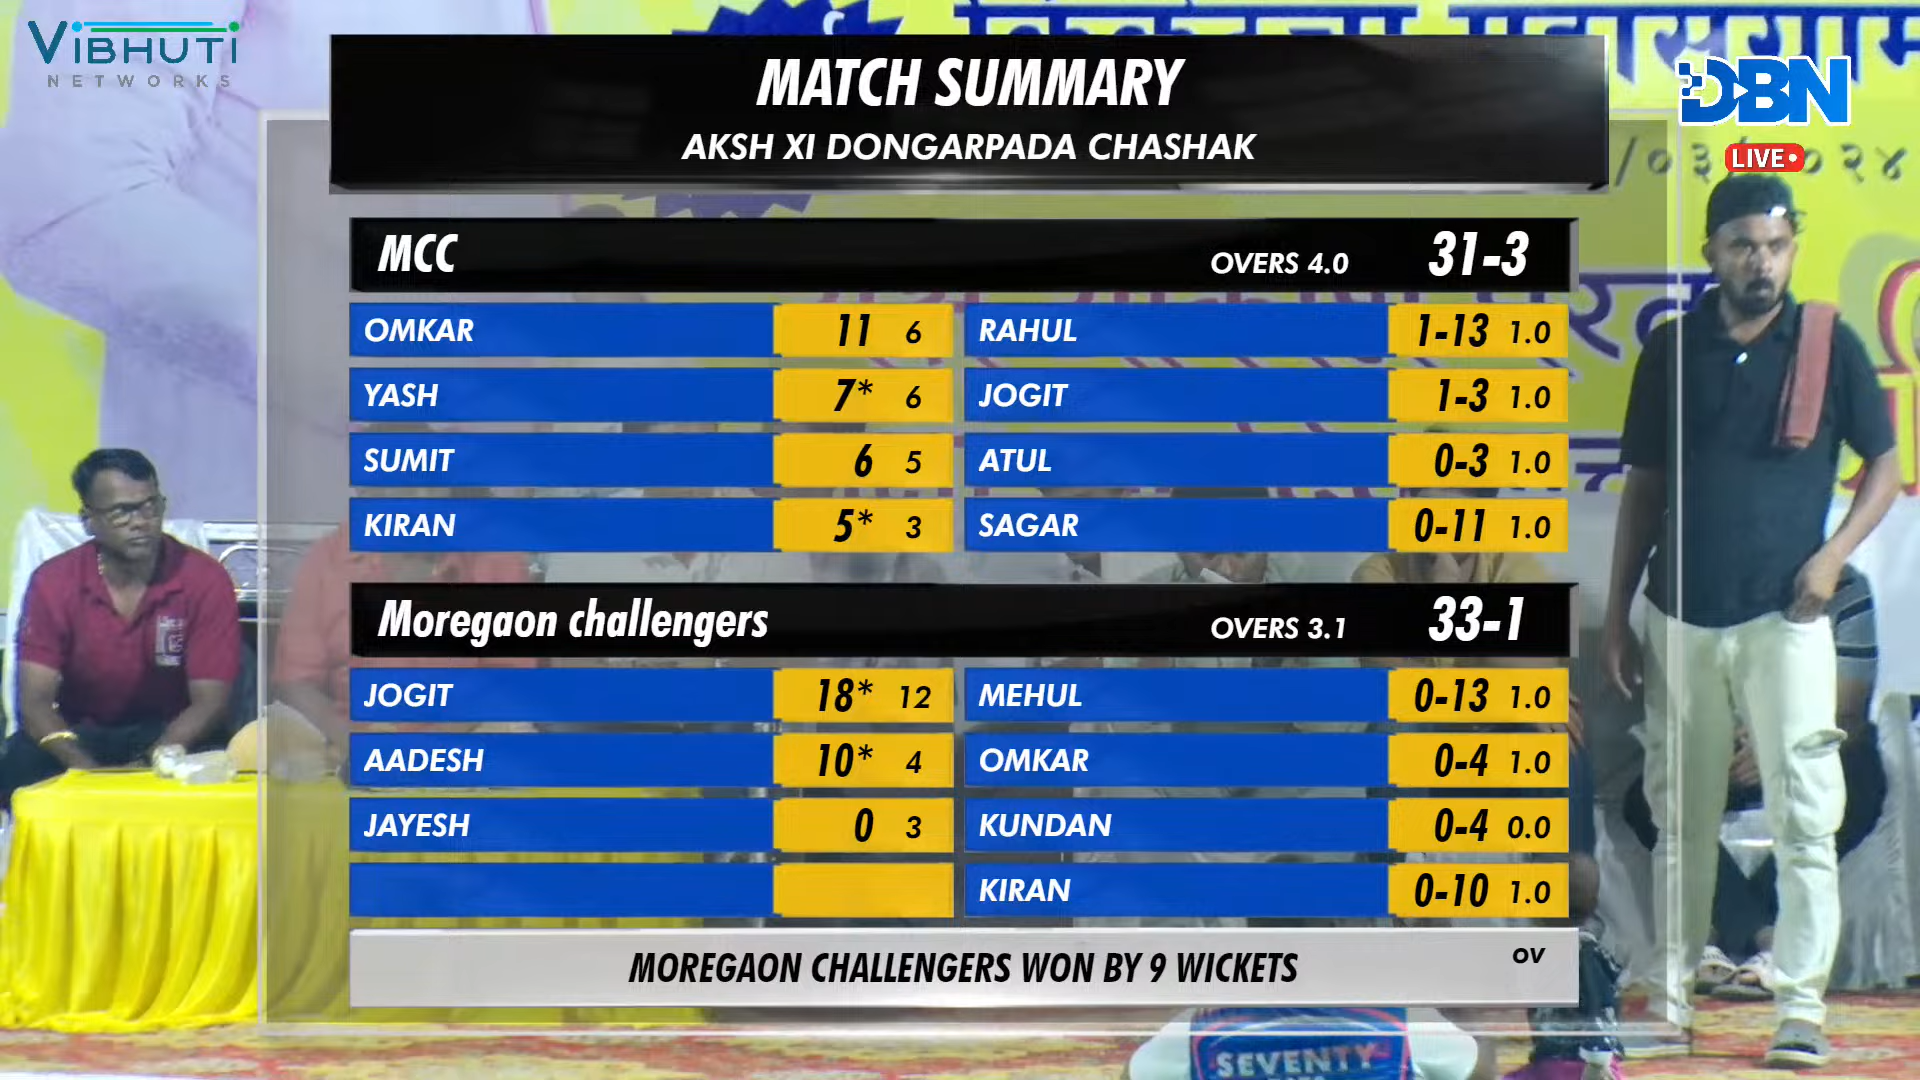 VIBHUTI
NETWORKS
DBN
LIVE
MATCH SUMMARY
AKSH XI DONGARPADA CHASHAK
MCC OVERS 4.0 31-3
OMKAR 11 6 RAHUL 1-13 1.0
YASH 7* 6 JOGIT 1-3 1.0
SUMIT 6 5 ATUL 0-3 1.0
KIRAN 5* 3 SAGAR 0-11 1.0
Moregaon challengers OVERS 3.1 33-1
JOGIT 18* 12 MEHUL 0-13 1.0
AADESH 10* 4 OMKAR 0-4 1.0
JAYESH 0 3 KUNDAN 0-4 0.0
KIRAN 0-10 1.0
MOREGAON CHALLENGERS WON BY 9 WICKETS OV
SEVENTY